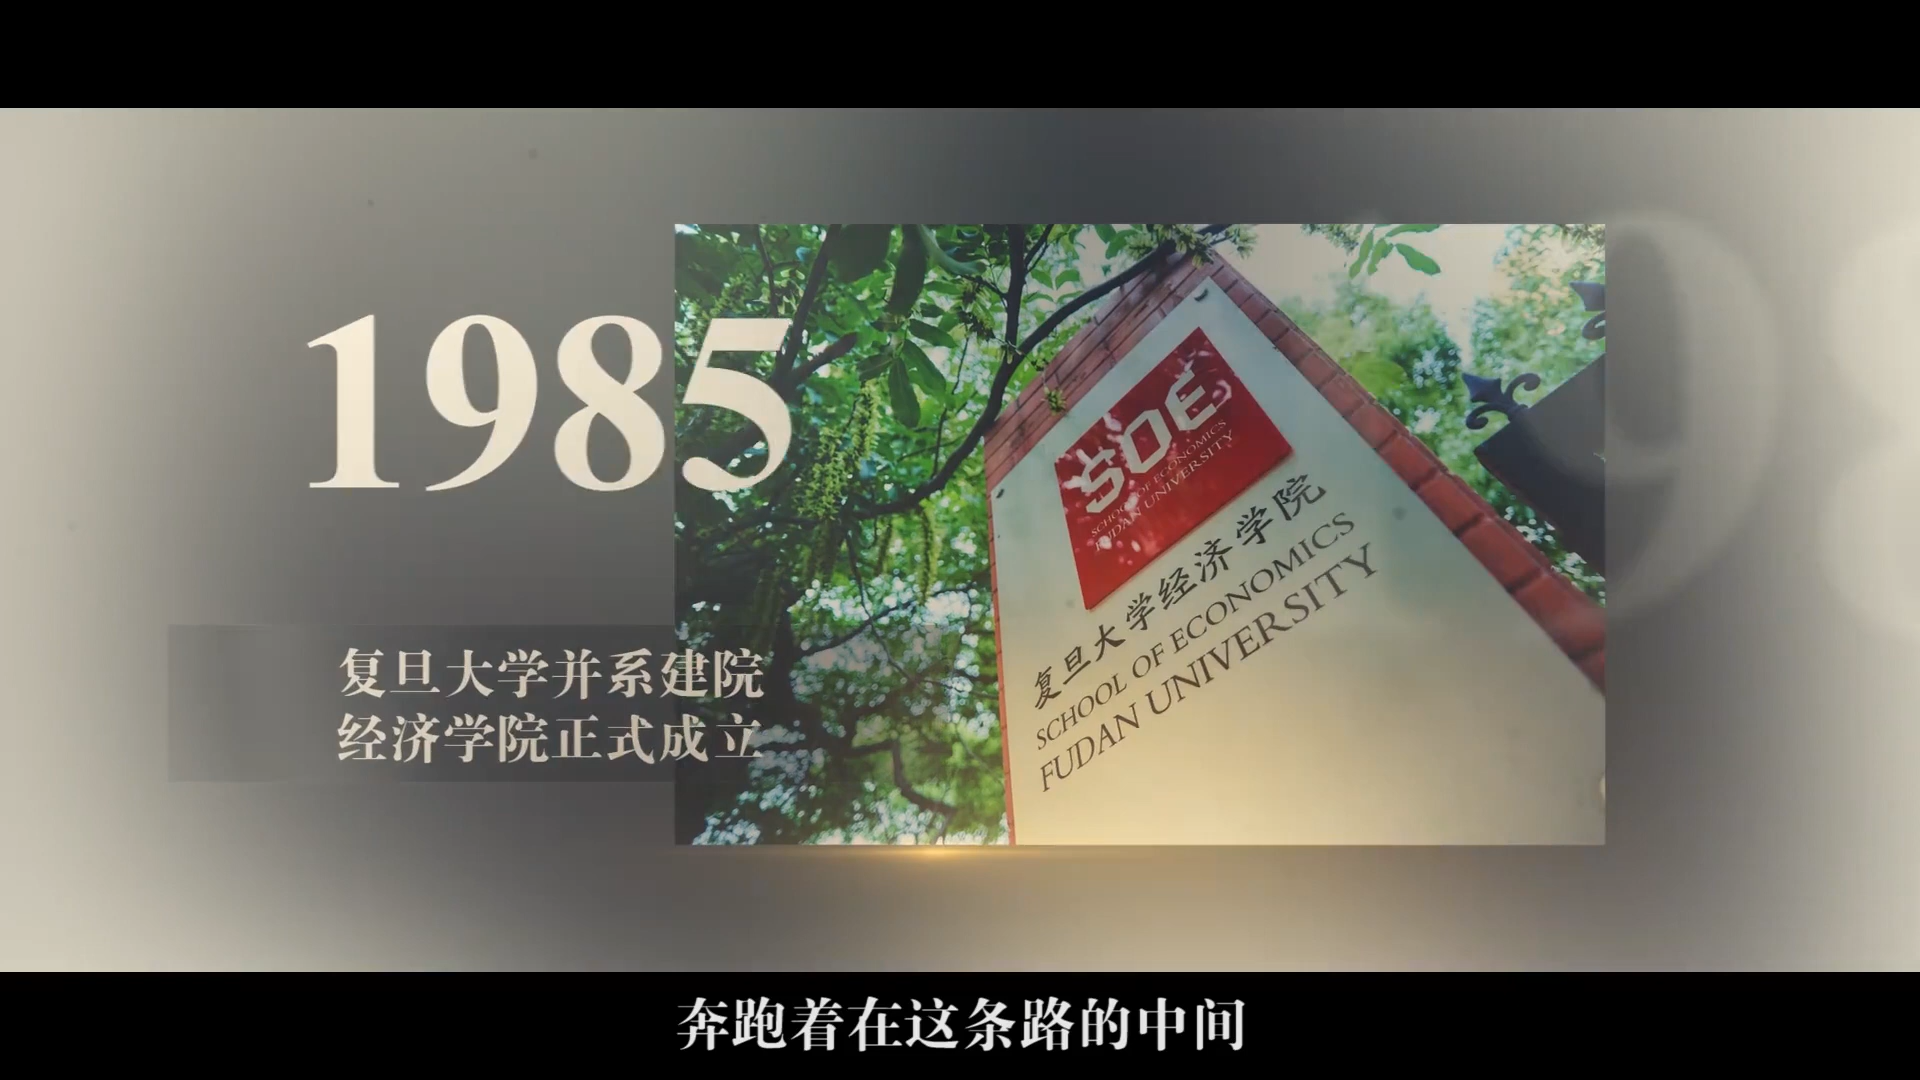 1985
复旦大学并系建院
经济学院正式成立
SOE
SCHOOL OF ECONOMICS
FUDAN UNIVERSITY
复旦大学经济学院
SCHOOL OF ECONOMICS
FUDAN UNIVERSITY
98
奔跑着在这条路的中间